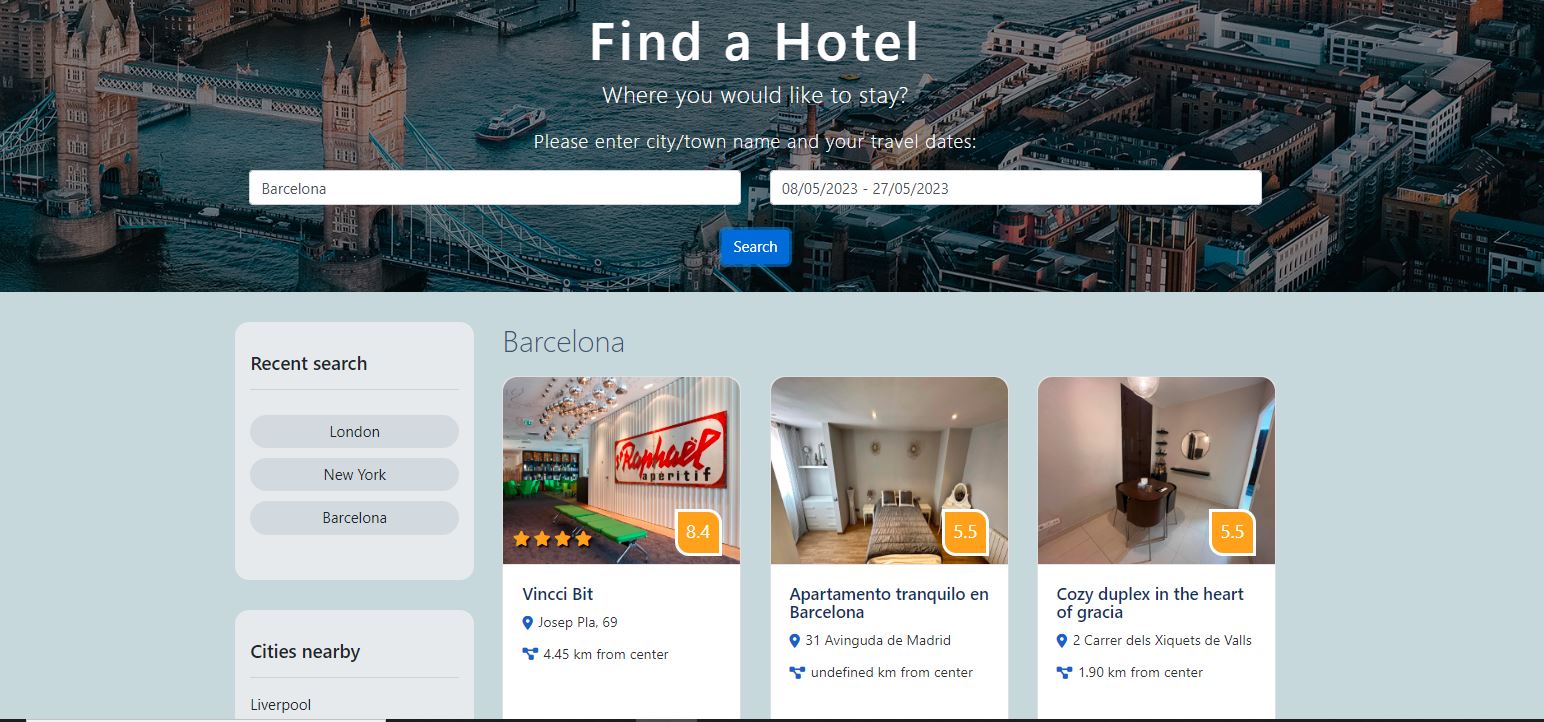 Find a Hotel
Where you would like to stay?
Please enter city/town name and your travel dates:
Barcelona
08/05/2023 - 27/05/2023
Search
Recent search
London
New York
Barcelona
Cities nearby
Liverpool
Barcelona
St Raphaël
apéritif
8.4
Vincci Bit
Josep Pla, 69
4.45 km from center
5.5
Apartamento tranquilo en
Barcelona
31 Avinguda de Madrid
undefined km from center
5.5
Cozy duplex in the heart
of gracia
2 Carrer dels Xiquets de Valls
1.90 km from center